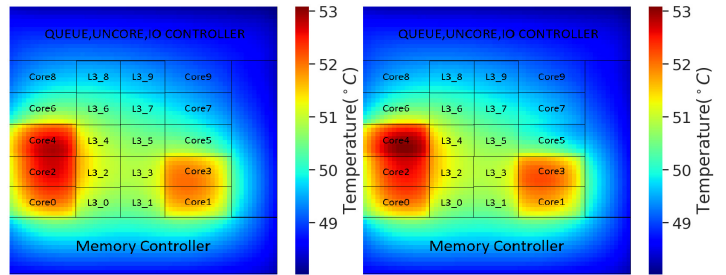 QUEUE,UNCORE,IO CONTROLLER
Core8 L3_8 L3_9 Core9
Core6 L3_6 L3_7 Core7
Core4 L3_4 L3_5 Core5
Core2 L3_2 L3_3 Core3
Core0 L3_0 L3_1 Core1
Memory Controller
53
52
51
50
49
Temperature(°C)
QUEUE,UNCORE,IO CONTROLLER
Core8 L3_8 L3_9 Core9
Core6 L3_6 L3_7 Core7
Core4 L3_4 L3_5 Core5
Core2 L3_2 L3_3 Core3
Core0 L3_0 L3_1 Core1
Memory Controller
53
52
51
50
49
Temperature(°C)